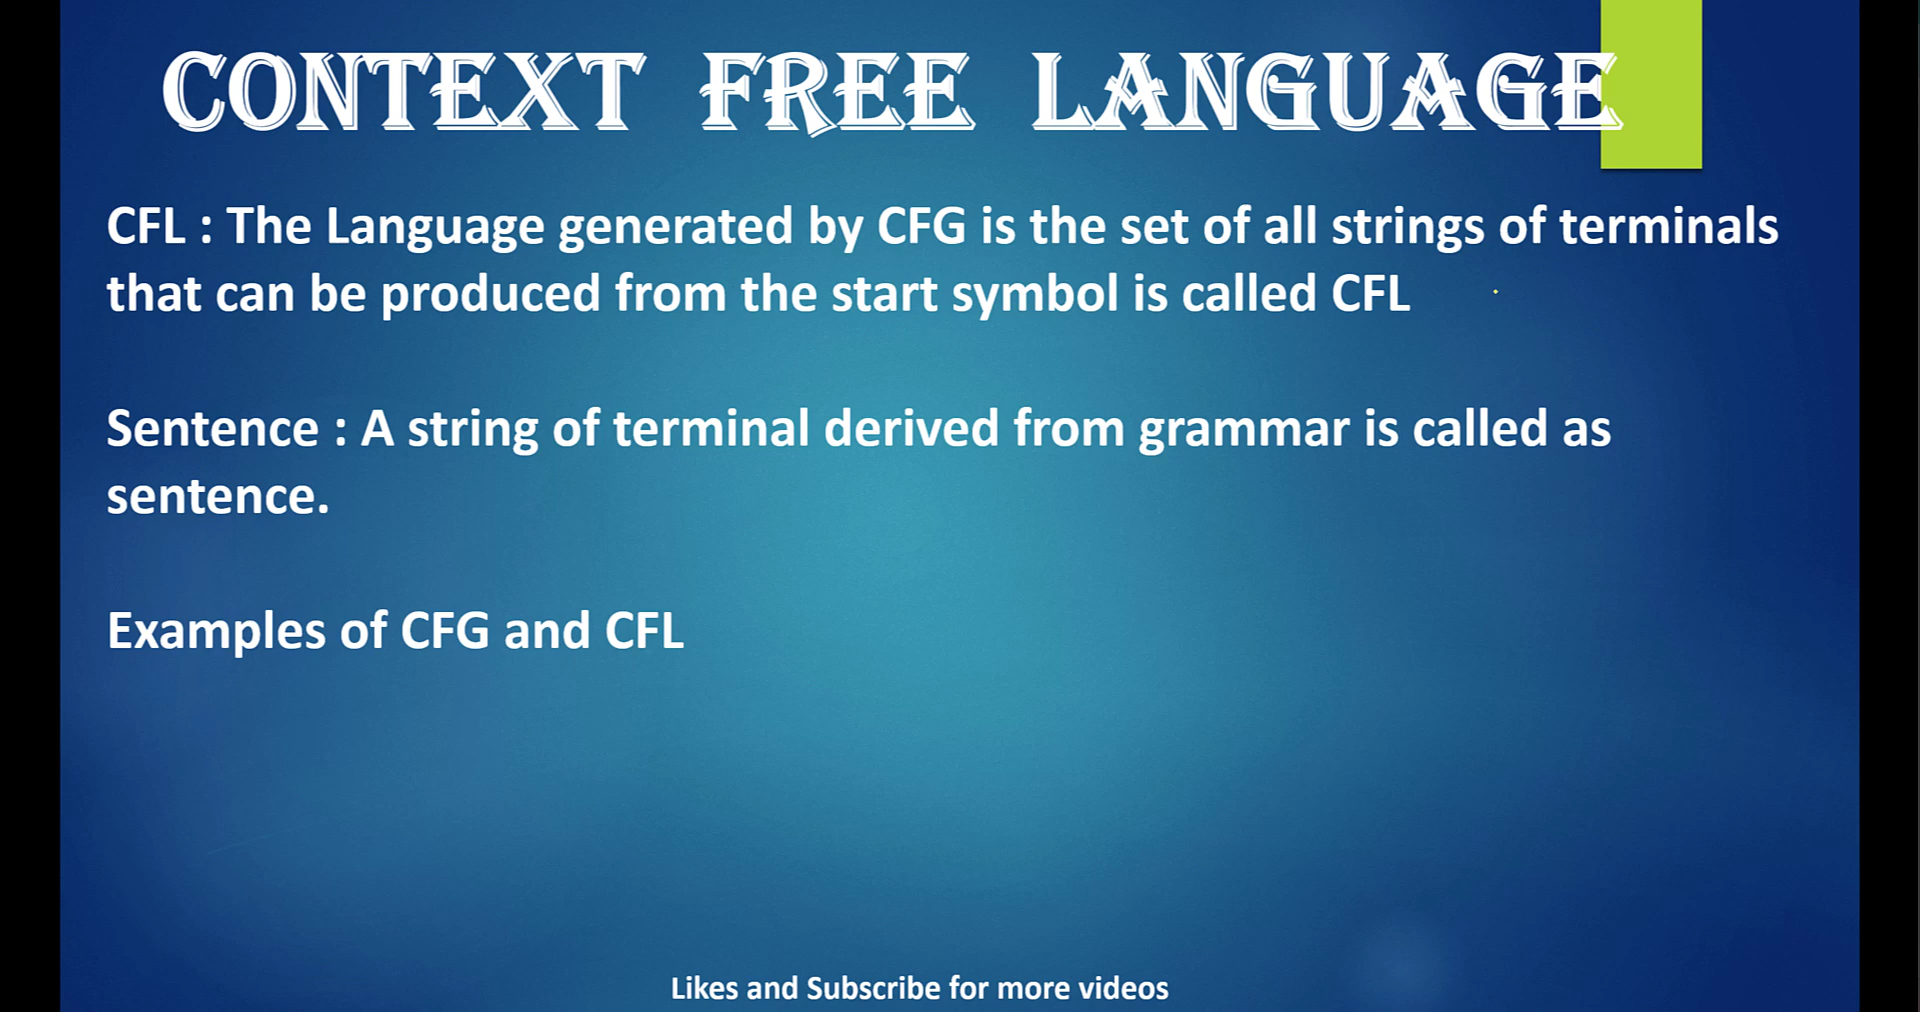 CONTEXT FREE LANGUAGE
CFL : The Language generated by CFG is the set of all strings of terminals
that can be produced from the start symbol is called CFL
Sentence : A string of terminal derived from grammar is called as
sentence.
Examples of CFG and CFL
Likes and Subscribe for more videos